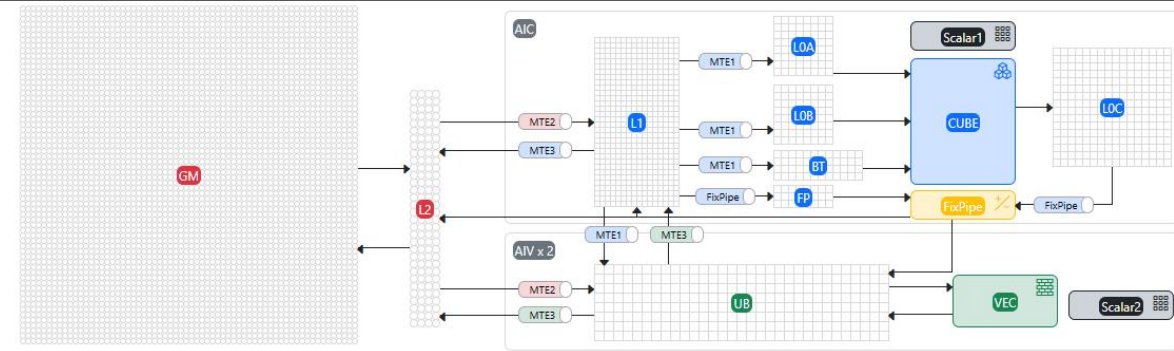 AIC
Scalar1
L0A
MTE1
MTE2
L1
L0B
CUBE
L0C
MTE1
MTE3
MTE1
BT
GM
FixPipe
FP
L2
FixPipe
FixPipe
MTE1
MTE3
AIV x 2
MTE2
UB
VEC
Scalar2
MTE3